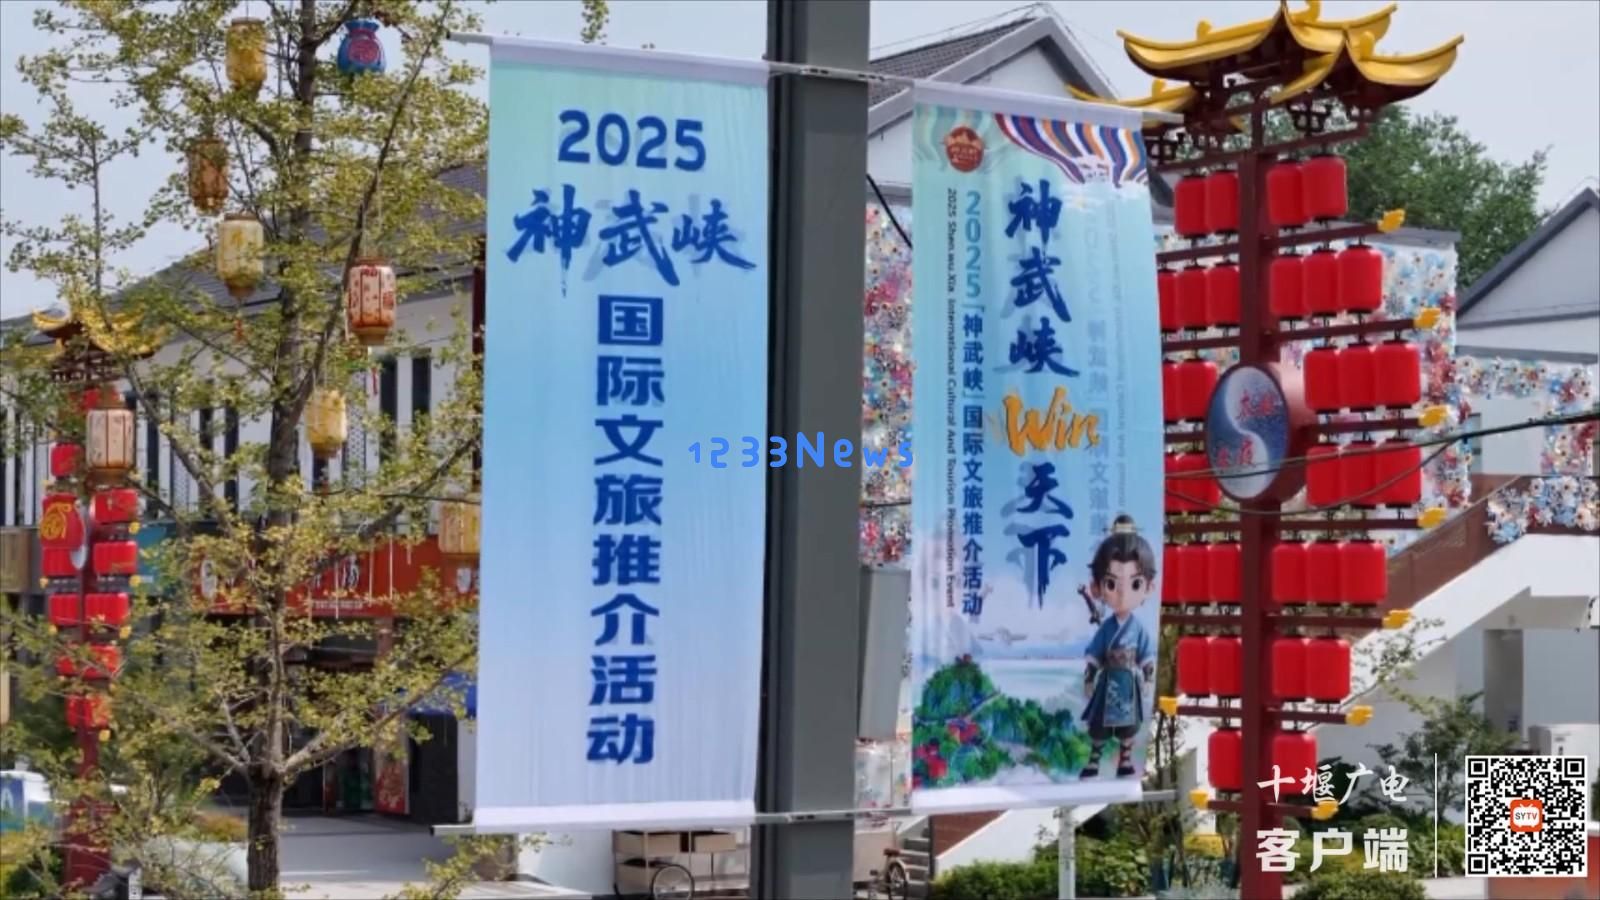 2025
神武峡
国际文旅推介活动
神武峡
Win
天下
2025「神武峡」国际文旅推介活动
2025 Shen wu Xia International Cultural And Tourism Promotion Event
1233News
十堰广电
客户端
SYTV